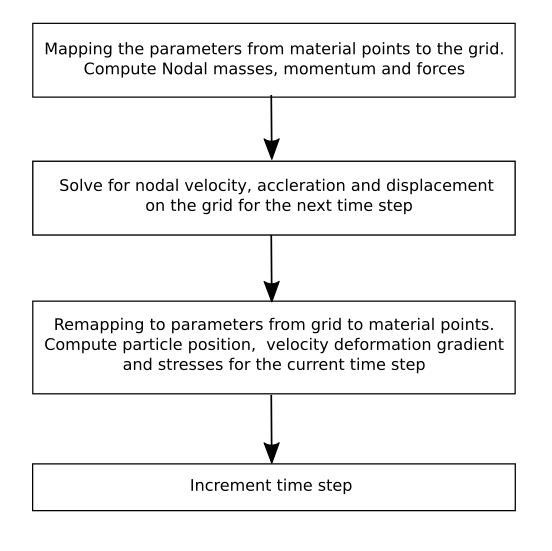 Mapping the parameters from material points to the grid.
Compute Nodal masses, momentum and forces
Solve for nodal velocity, accleration and displacement
on the grid for the next time step
Remapping to parameters from grid to material points.
Compute particle position,  velocity deformation gradient
and stresses for the current time step
Increment time step